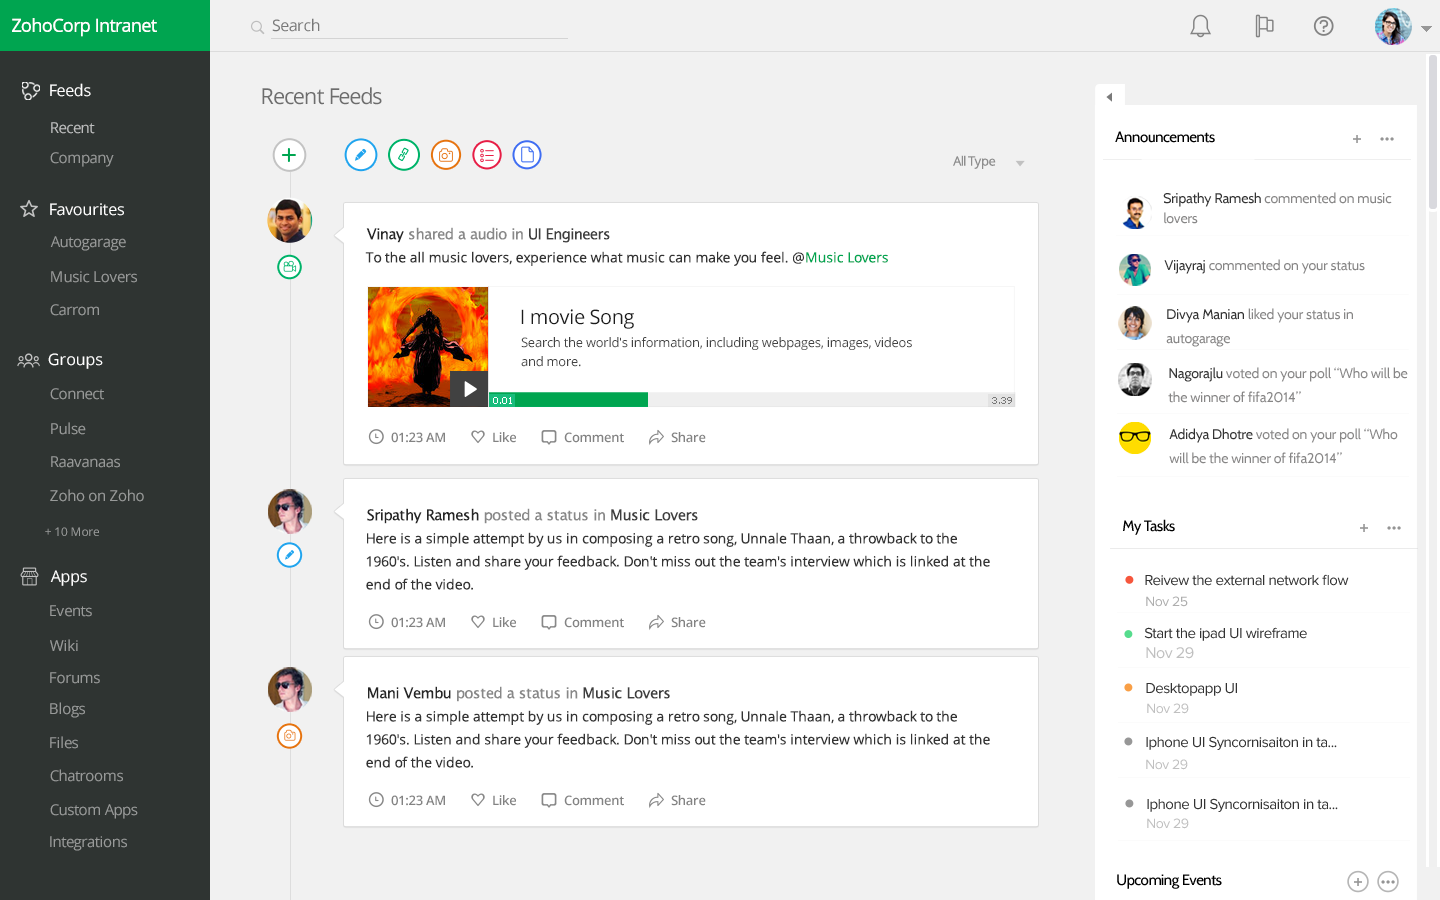 ZohoCorp Intranet
Search
Feeds
Recent
Company
Favourites
Autogarage
Music Lovers
Carrom
Groups
Connect
Pulse
Raavanaas
Zoho on Zoho
+ 10 More
Apps
Events
Wiki
Forums
Blogs
Files
Chatrooms
Custom Apps
Integrations
Recent Feeds
All Type
Vinay shared a audio in UI Engineers
To the all music lovers, experience what music can make you feel. @Music Lovers
I movie Song
Search the world's information, including webpages, images, videos
and more.
0.01
3.39
01:23 AM Like Comment Share
Sripathy Ramesh posted a status in Music Lovers
Here is a simple attempt by us in composing a retro song, Unnale Thaan, a throwback to the
1960's. Listen and share your feedback. Don't miss out the team's interview which is linked at the
end of the video.
01:23 AM Like Comment Share
Mani Vembu posted a status in Music Lovers
Here is a simple attempt by us in composing a retro song, Unnale Thaan, a throwback to the
1960's. Listen and share your feedback. Don't miss out the team's interview which is linked at the
end of the video.
01:23 AM Like Comment Share
Announcements
Sripathy Ramesh commented on music
lovers
Vijayraj commented on your status
Divya Manian liked your status in
autogarage
Nagorajlu voted on your poll “Who will be
the winner of fifa2014”
Adidya Dhotre voted on your poll “Who
will be the winner of fifa2014”
My Tasks
Reivew the external network flow
Nov 25
Start the ipad UI wireframe
Nov 29
Desktopapp UI
Nov 29
Iphone UI Syncornisaiton in ta...
Nov 29
Iphone UI Syncornisaiton in ta...
Nov 29
Upcoming Events